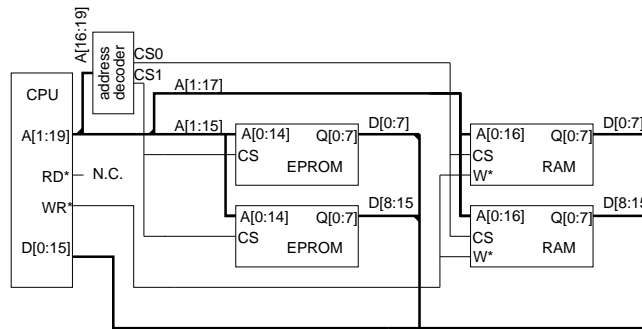 A[16:19]
address
decoder
CS0
CS1
CPU
A[1:17]
A[1:19]
A[1:15]
A[0:14] Q[0:7]
CS
EPROM
D[0:7]
A[0:16] Q[0:7]
CS
W*
RAM
D[0:7]
RD*
N.C.
WR*
A[0:14] Q[0:7]
CS
EPROM
D[8:15
A[0:16] Q[0:7]
CS
W*
RAM
D[8:15
D[0:15]